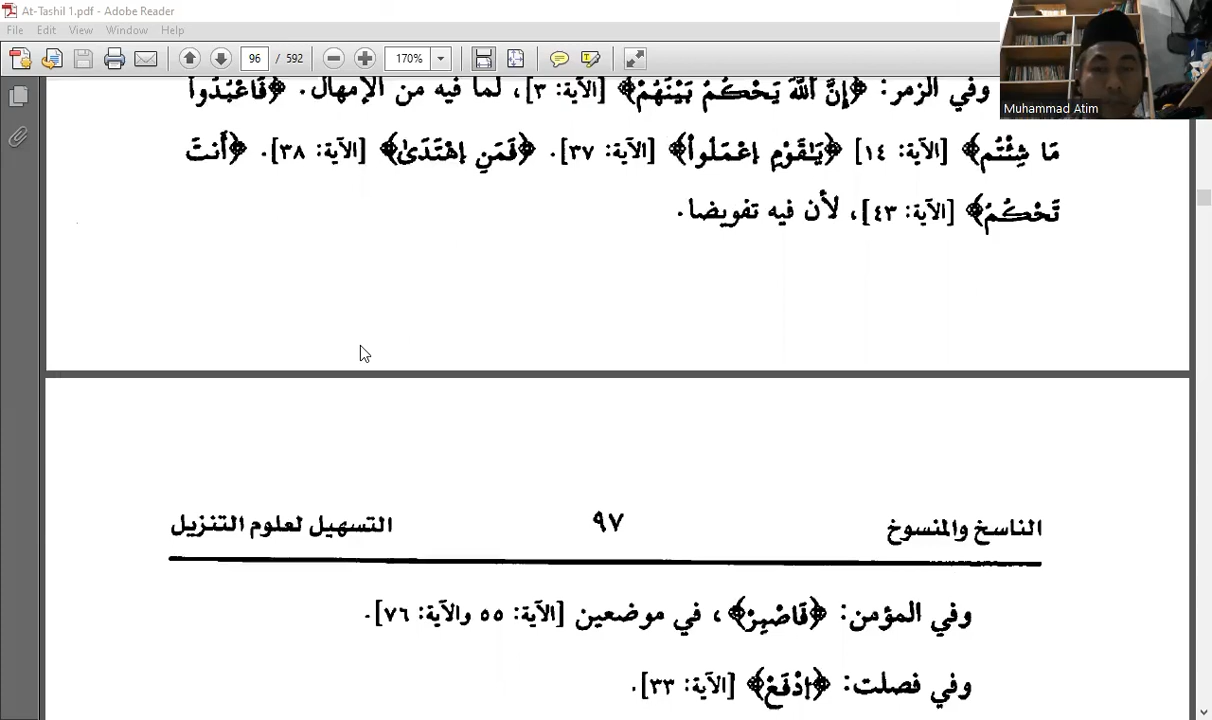 At-Tashil 1.pdf - Adobe Reader
File Edit View Window Help
96 / 592 170%
Muhammad Atim
وفي الزمر: ﴿إِنَّ اللَّهَ يَحْكُمُ بَيْنَهُمْ﴾ [الآية: ٣]، لما فيه من الإمهال. ﴿فَاعْبُدُوا
مَا شِئْتُم﴾ [الآية: ١٤] ﴿يَٰقَوْمِ اعْمَلُواْ﴾ [الآية: ٣٧]. ﴿فَمَنِ اهْتَدَىٰ﴾ [الآية: ٣٨]. ﴿أَنتَ
تَحْكُمُ﴾ [الآية: ٤٣]، لأن فيه تفويضا.
الناسخ والمنسوخ ٩٧ التسهيل لعلوم التنزيل
وفي المؤمن: ﴿فَاصْبِرْ﴾، في موضعين [الآية: ٥٥ والآية: ٧٦].
وفي فصلت: ﴿ادْفَعْ﴾ [الآية: ٣٣].